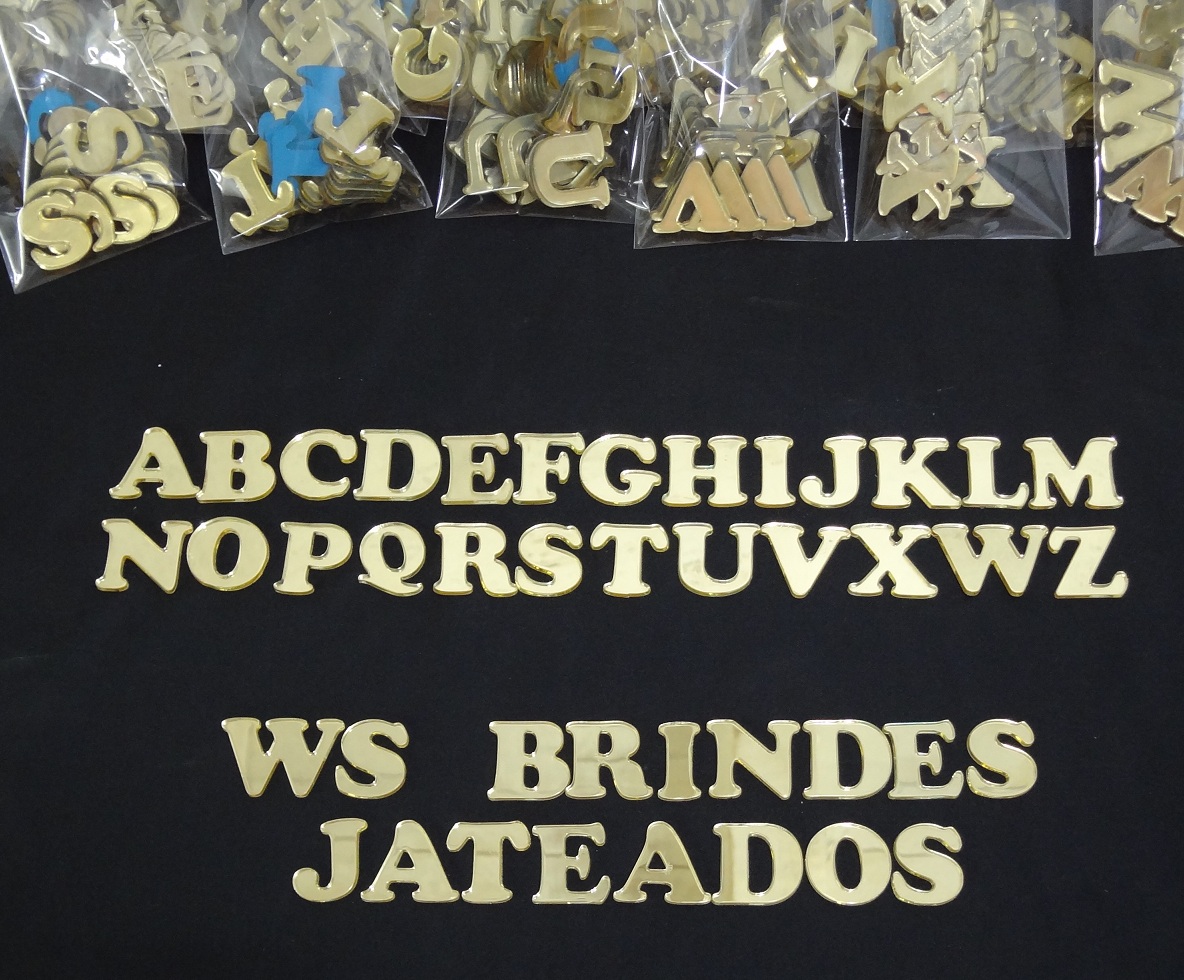 ABCDEFGHIJKLM
NOPQRSTUVXWZ
WS BRINDES
JATEADOS